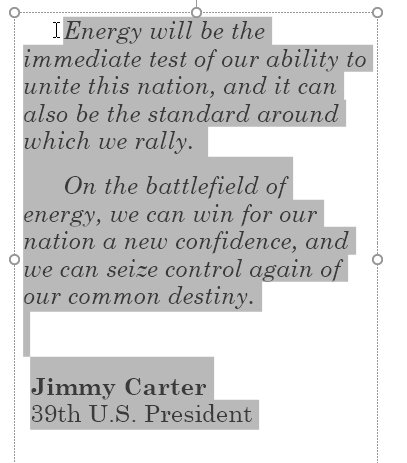 Energy will be the
immediate test of our ability to
unite this nation, and it can
also be the standard around
which we rally.
On the battlefield of
energy, we can win for our
nation a new confidence, and
we can seize control again of
our common destiny.
Jimmy Carter
39th U.S. President